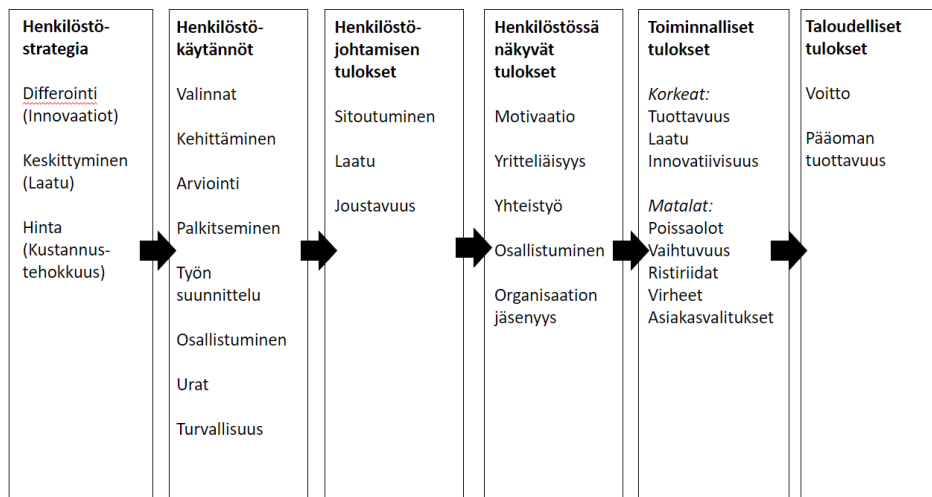 Henkilöstö-
strategia
Differointi
(Innovaatiot)
Keskittyminen
(Laatu)
Hinta
(Kustannus-
tehokkuus)
Henkilöstö-
käytännöt
Valinnat
Kehittäminen
Arviointi
Palkitseminen
Työn
suunnittelu
Osallistuminen
Urat
Turvallisuus
Henkilöstö-
johtamisen
tulokset
Sitoutuminen
Laatu
Joustavuus
Henkilöstössä
näkyvät
tulokset
Motivaatio
Yritteliäisyys
Yhteistyö
Osallistuminen
Organisaation
jäsenyys
Toiminnalliset
tulokset
Korkeat:
Tuottavuus
Laatu
Innovatiivisuus
Matalat:
Poissaolot
Vaihtuvuus
Ristiriidat
Virheet
Asiakasvalitukset
Taloudelliset
tulokset
Voitto
Pääoman
tuottavuus